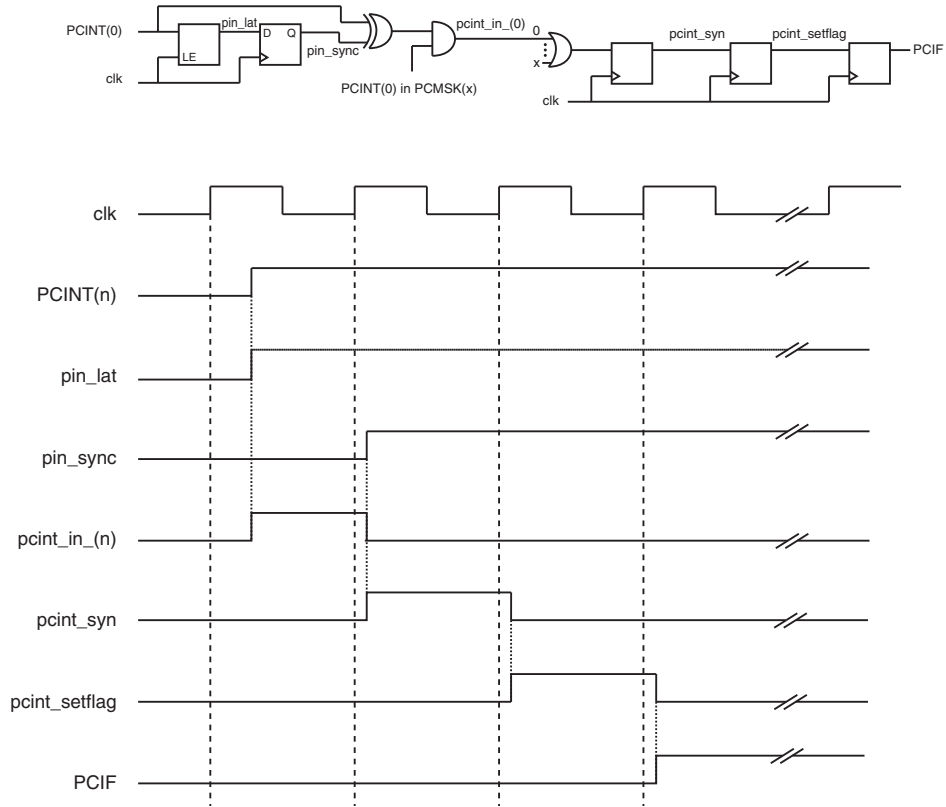 PCINT(0)
pin_lat
D Q
LE
pin_sync
clk
PCINT(0) in PCMSK(x)
pcint_in_(0)
0
x
clk
pcint_syn
pcint_setflag
PCIF
clk
PCINT(n)
pin_lat
pin_sync
pcint_in_(n)
pcint_syn
pcint_setflag
PCIF